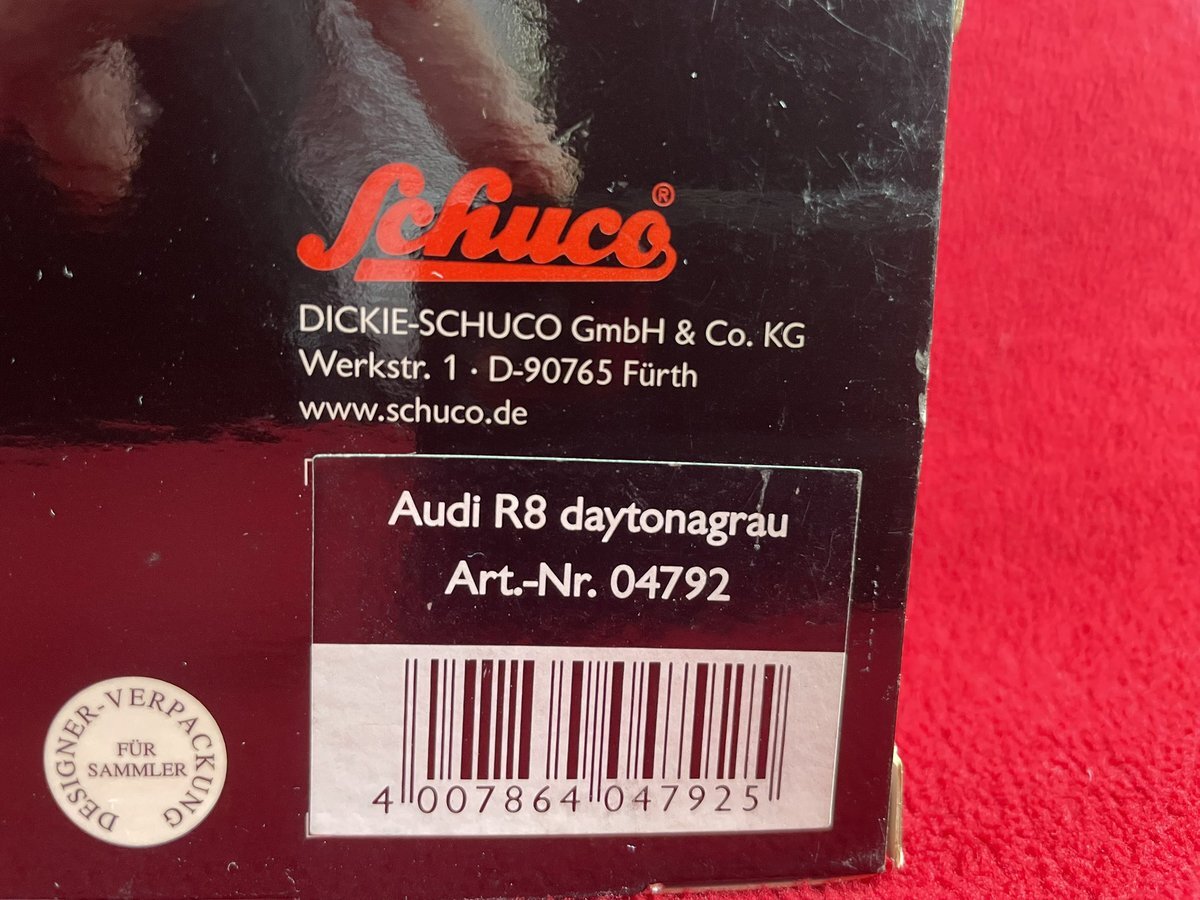 Schuco®
DICKIE-SCHUCO GmbH & Co. KG
Werkstr. 1 · D-90765 Fürth
www.schuco.de
Audi R8 daytonagrau
Art.-Nr. 04792
4 007864 047925
DESIGNER-VERPACKUNG
FÜR
SAMMLER